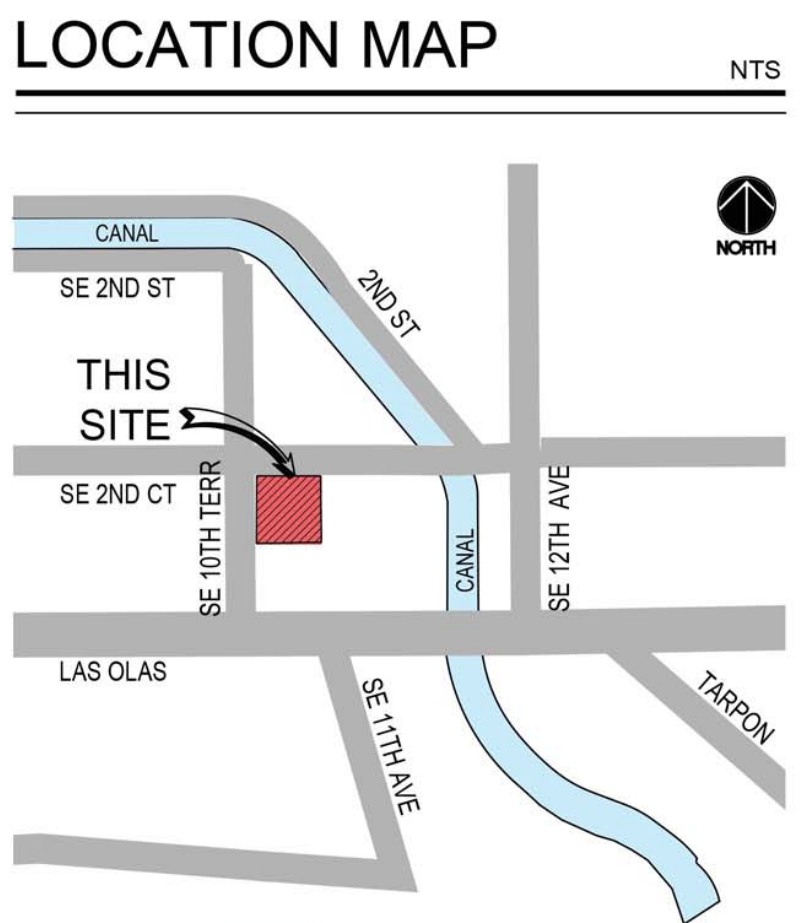 LOCATION MAP
NTS
NORTH
CANAL
SE 2ND ST
2ND ST
THIS
SITE
SE 2ND CT
SE 10TH TERR
CANAL
SE 12TH AVE
LAS OLAS
SE 11TH AVE
TARPON